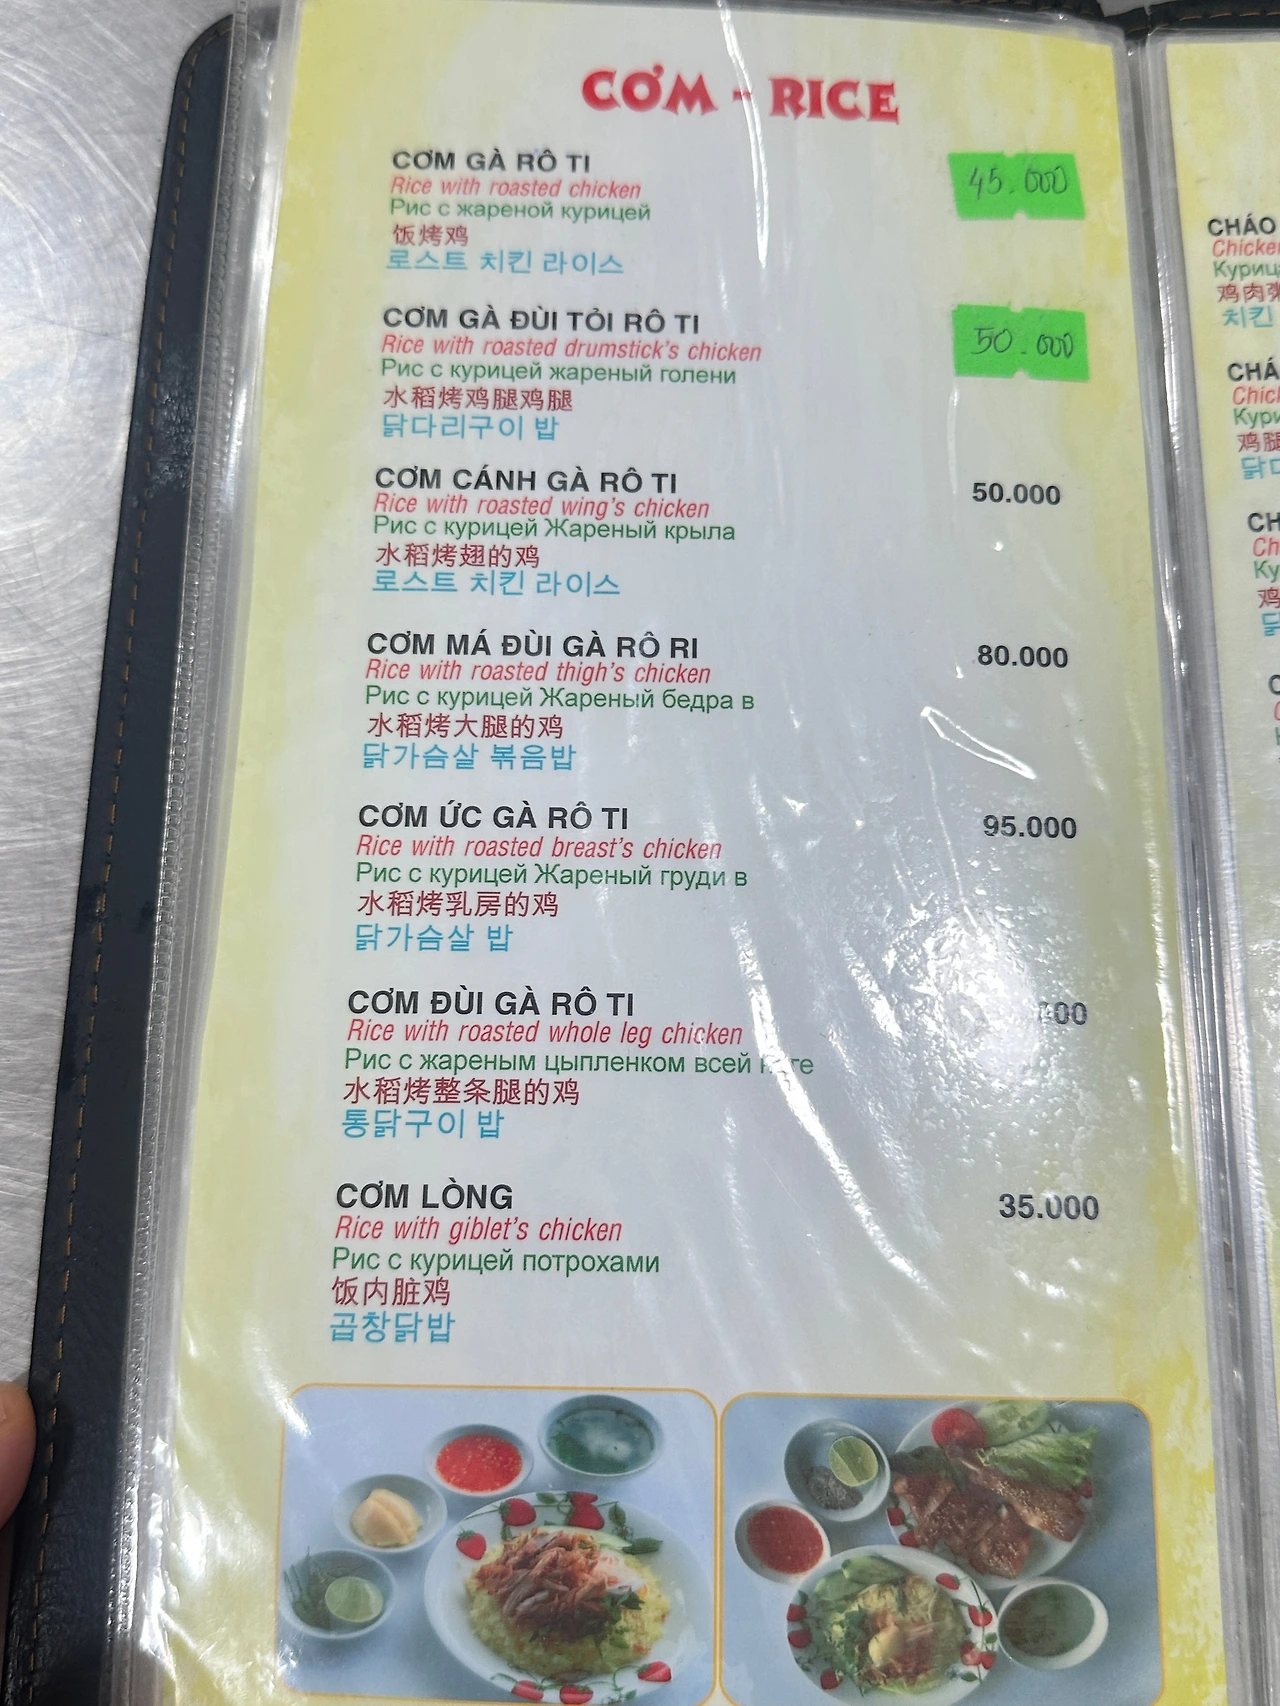 CƠM - RICE
CƠM GÀ RÔ TI
45.000
Rice with roasted chicken
Рис с жареной курицей
饭烤鸡
로스트 치킨 라이스
CƠM GÀ ĐÙI TỎI RÔ TI
50.000
Rice with roasted drumstick's chicken
Рис с курицей жареный голени
水稻烤鸡腿鸡腿
닭다리구이 밥
CƠM CÁNH GÀ RÔ TI
50.000
Rice with roasted wing's chicken
Рис с курицей Жареный крыла
水稻烤翅的鸡
로스트 치킨 라이스
CƠM MÁ ĐÙI GÀ RÔ RI
80.000
Rice with roasted thigh's chicken
Рис с курицей Жареный бедра в
水稻烤大腿的鸡
닭가슴살 볶음밥
CƠM ỨC GÀ RÔ TI
95.000
Rice with roasted breast's chicken
Рис с курицей Жареный груди в
水稻烤乳房的鸡
닭가슴살 밥
CƠM ĐÙI GÀ RÔ TI
Rice with roasted whole leg chicken
Рис с жареным цыпленком всей
水稻烤整条腿的鸡
통닭구이 밥
CƠM LÒNG
35.000
Rice with giblet's chicken
Рис с курицей потрохами
饭内脏鸡
곱창닭밥
CHÁO
鸡肉
치킨
鸡腿